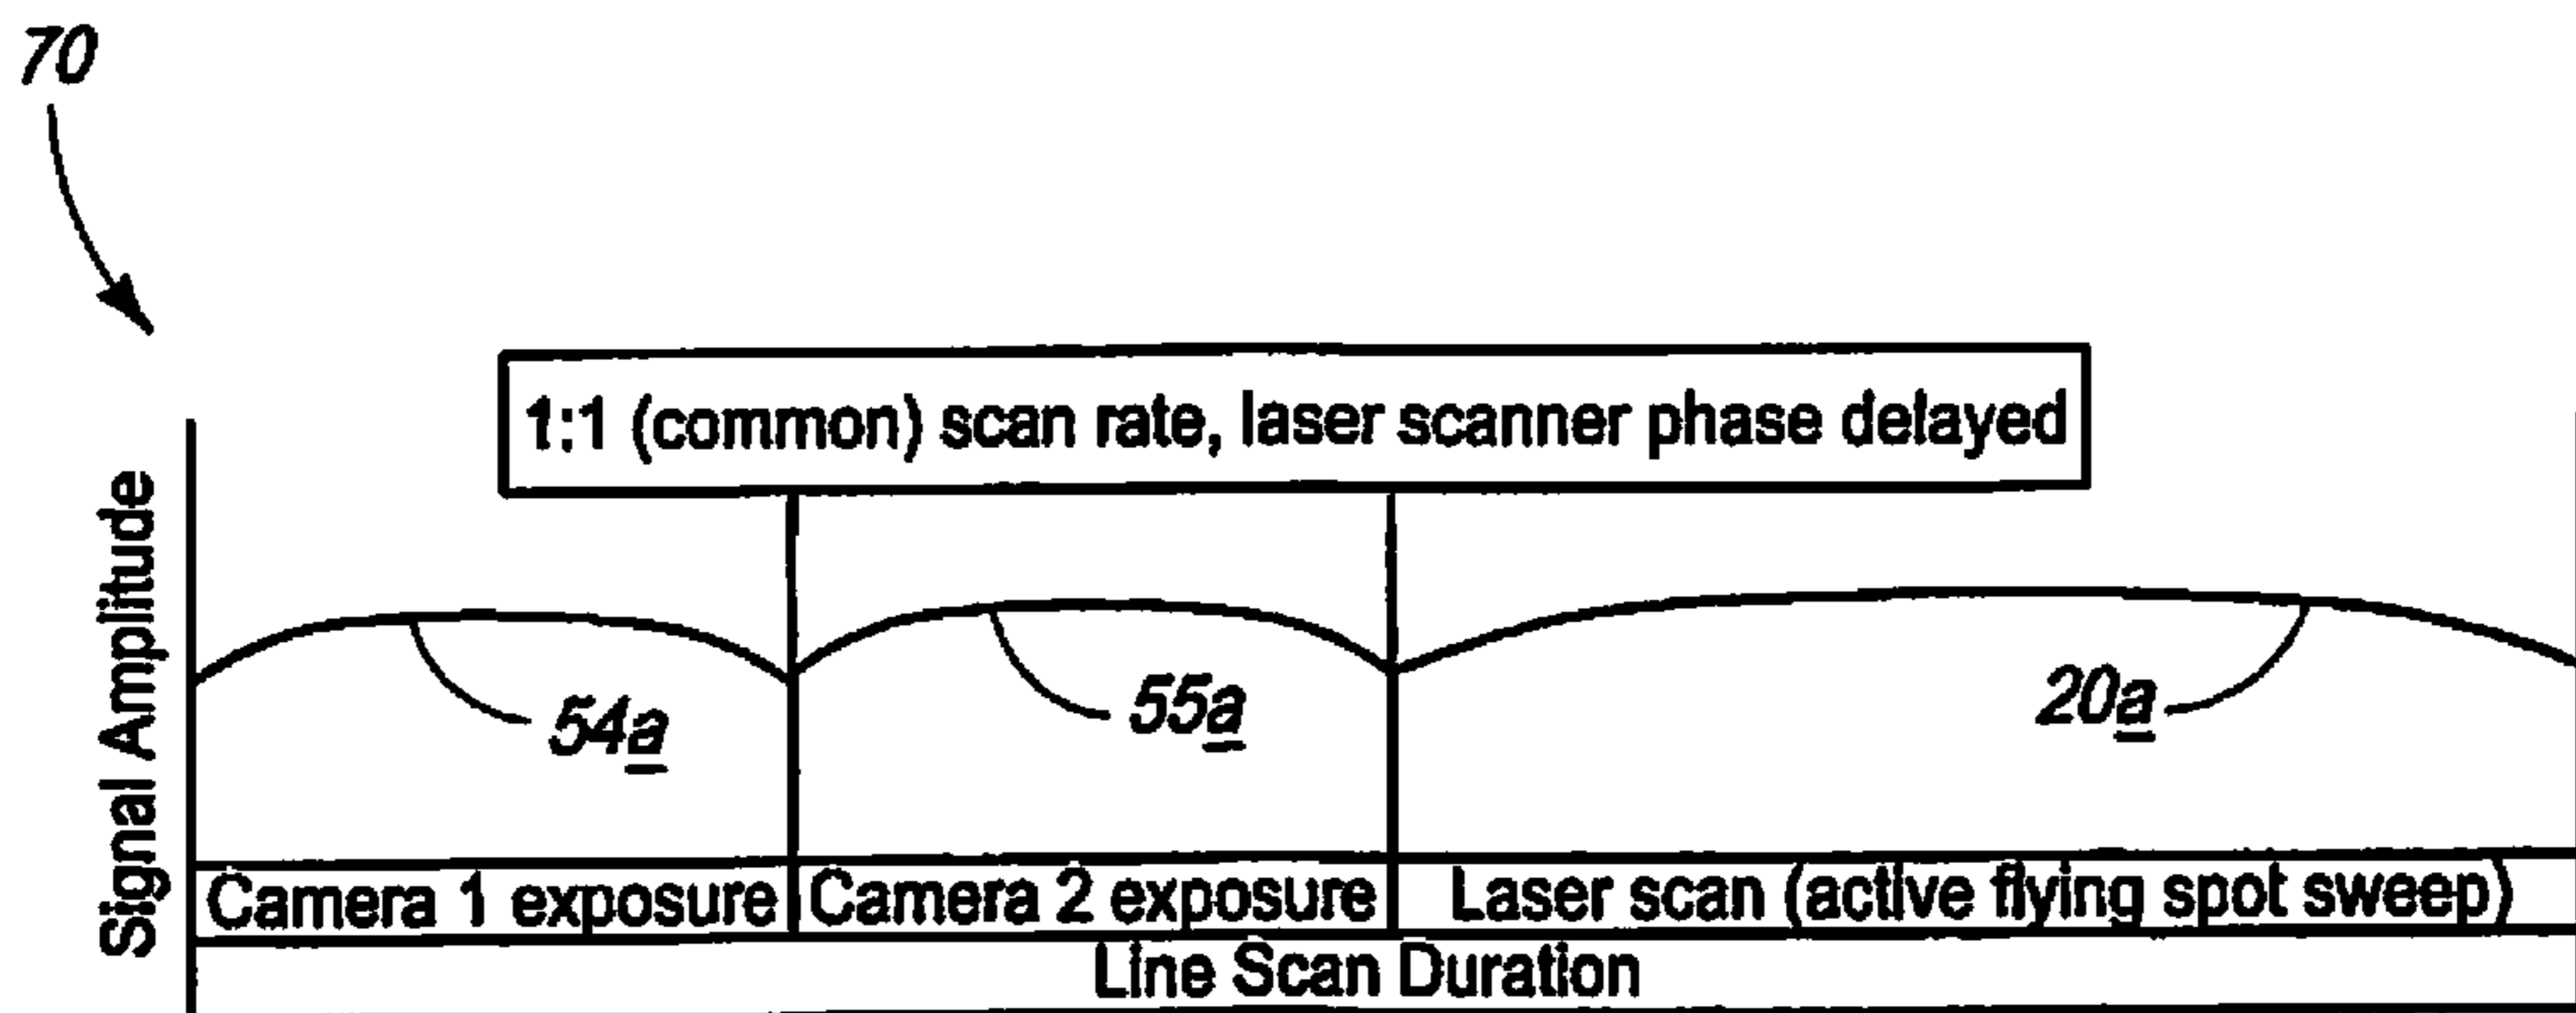 70
1:1 (common) scan rate, laser scanner phase delayed
Signal Amplitude
54a
55a
20a
Camera 1 exposure
Camera 2 exposure
Laser scan (active flying spot sweep)
Line Scan Duration